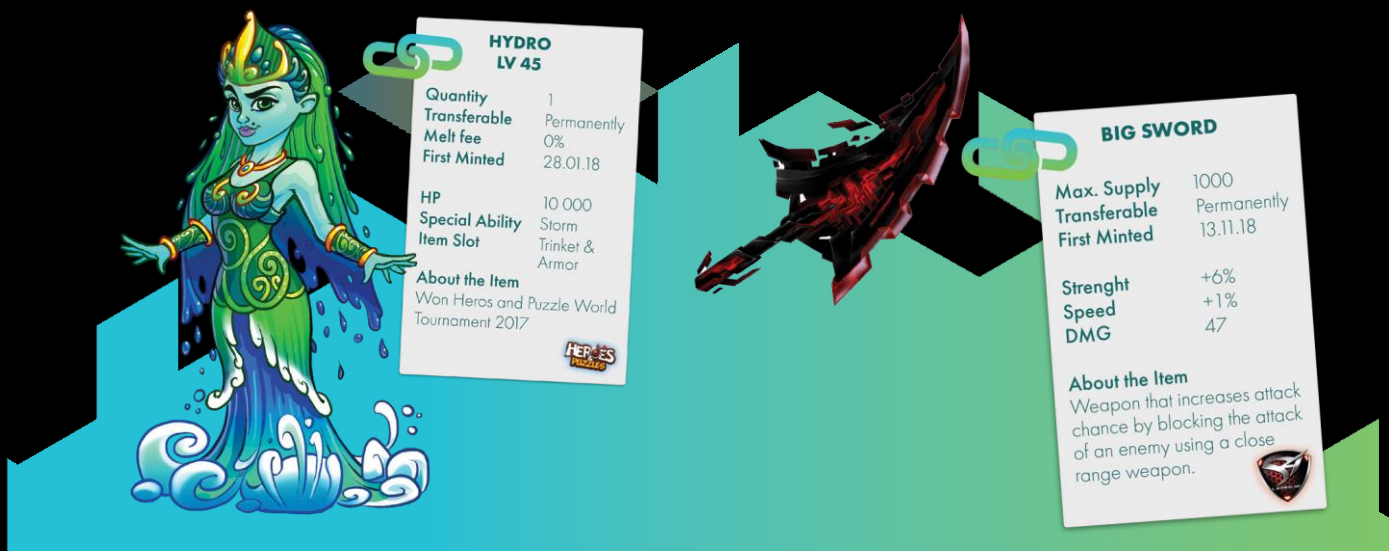 HYDRO
LV 45
Quantity 1
Transferable Permanently
Melt fee 0%
First Minted 28.01.18
HP 10 000
Special Ability Storm
Item Slot Trinket &
Armor
About the Item
Won Heros and Puzzle World
Tournament 2017
HEROES
&
PUZZLES
BIG SWORD
Max. Supply 1000
Transferable Permanently
First Minted 13.11.18
Strenght +6%
Speed +1%
DMG 47
About the Item
Weapon that increases attack
chance by blocking the attack
of an enemy using a close
range weapon.